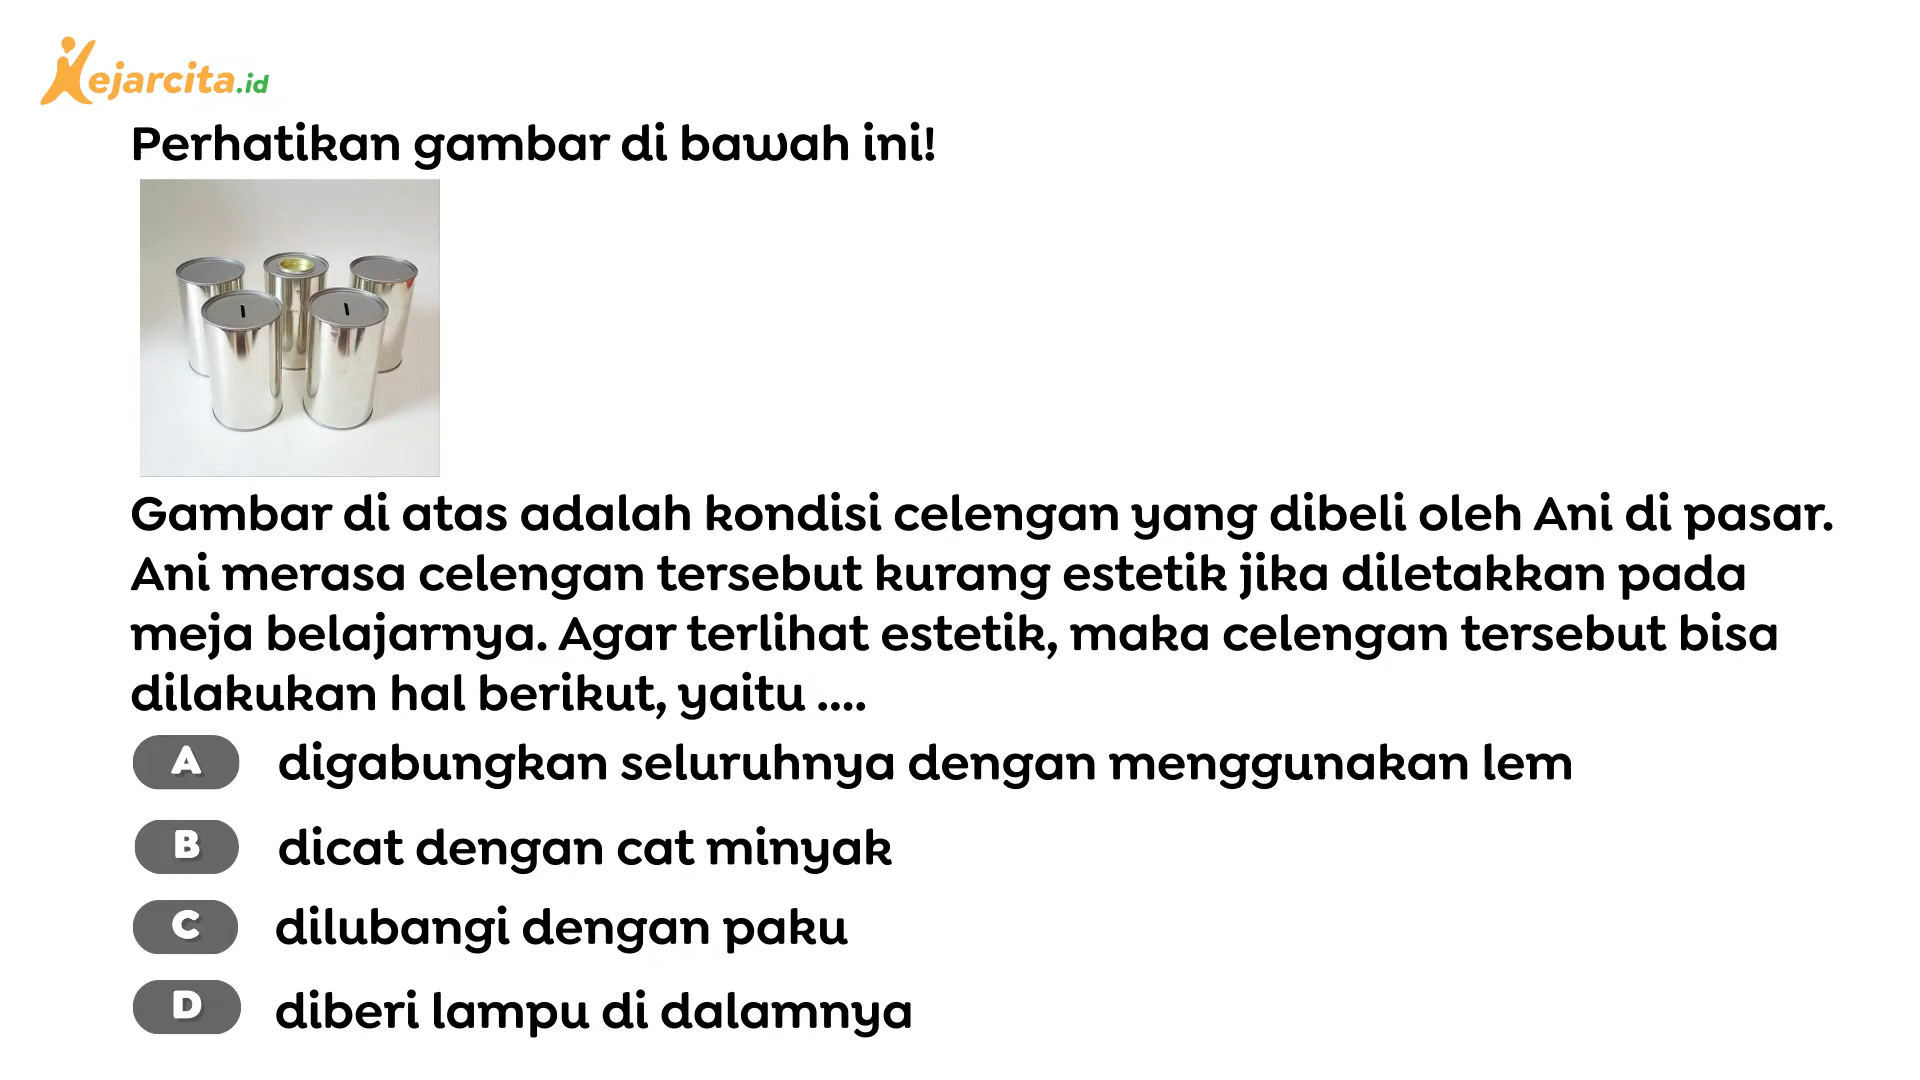 Kejarcita.id
Perhatikan gambar di bawah ini!
Gambar di atas adalah kondisi celengan yang dibeli oleh Ani di pasar.
Ani merasa celengan tersebut kurang estetik jika diletakkan pada
meja belajarnya. Agar terlihat estetik, maka celengan tersebut bisa
dilakukan hal berikut, yaitu ....
A digabungkan seluruhnya dengan menggunakan lem
B dicat dengan cat minyak
C dilubangi dengan paku
D diberi lampu di dalamnya